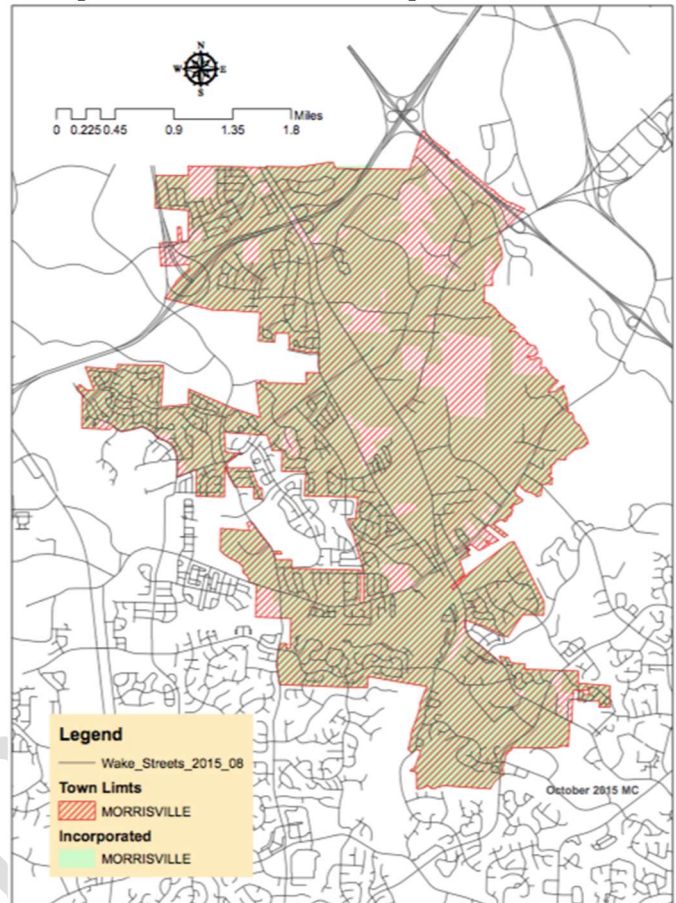 N
W E
S
Miles
0 0.225 0.45 0.9 1.35 1.8
Legend
Wake_Streets_2015_08
Town Limts
MORRISVILLE
Incorporated
MORRISVILLE
October 2015 MC